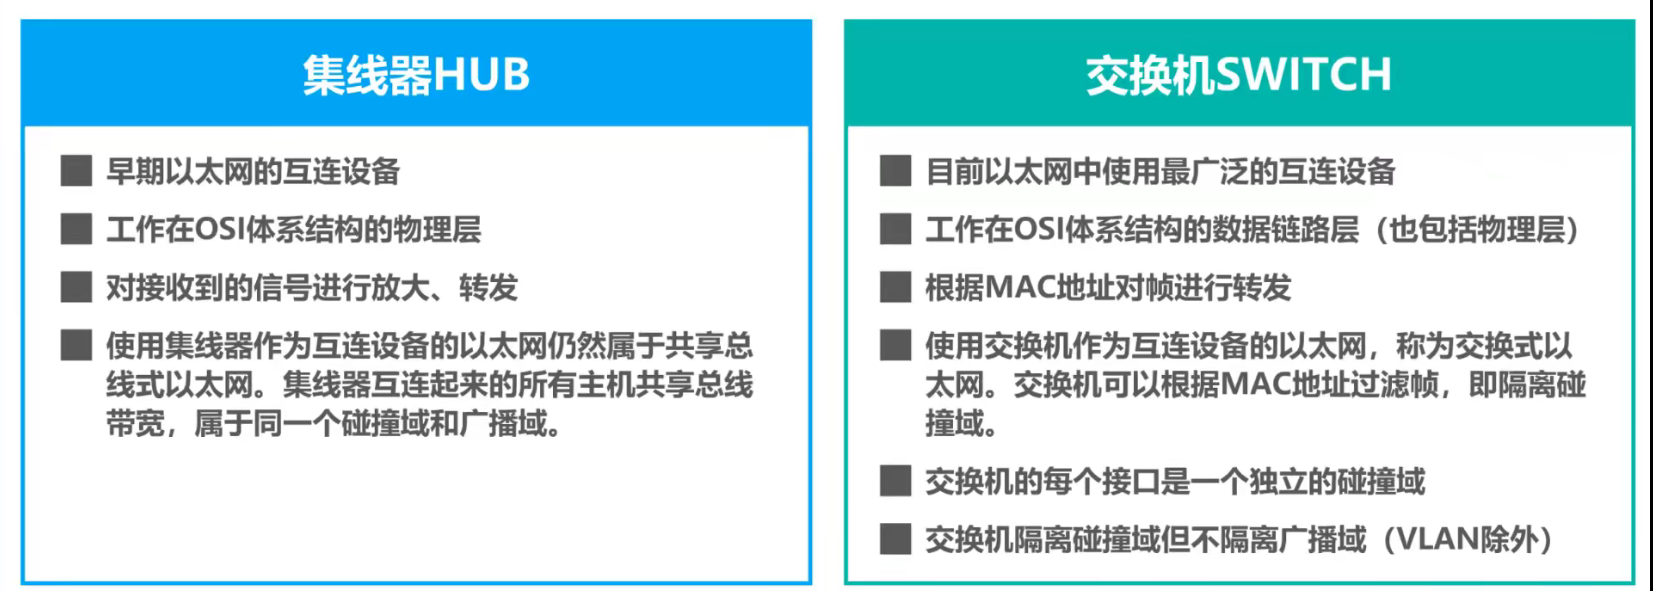 集线器HUB
早期以太网的互连设备
工作在OSI体系结构的物理层
对接收到的信号进行放大、转发
使用集线器作为互连设备的以太网仍然属于共享总
线式以太网。集线器互连起来的所有主机共享总线
带宽，属于同一个碰撞域和广播域。
交换机SWITCH
目前以太网中使用最广泛的互连设备
工作在OSI体系结构的数据链路层（也包括物理层）
根据MAC地址对帧进行转发
使用交换机作为互连设备的以太网，称为交换式以
太网。交换机可以根据MAC地址过滤帧，即隔离碰
撞域。
交换机的每个接口是一个独立的碰撞域
交换机隔离碰撞域但不隔离广播域（VLAN除外）